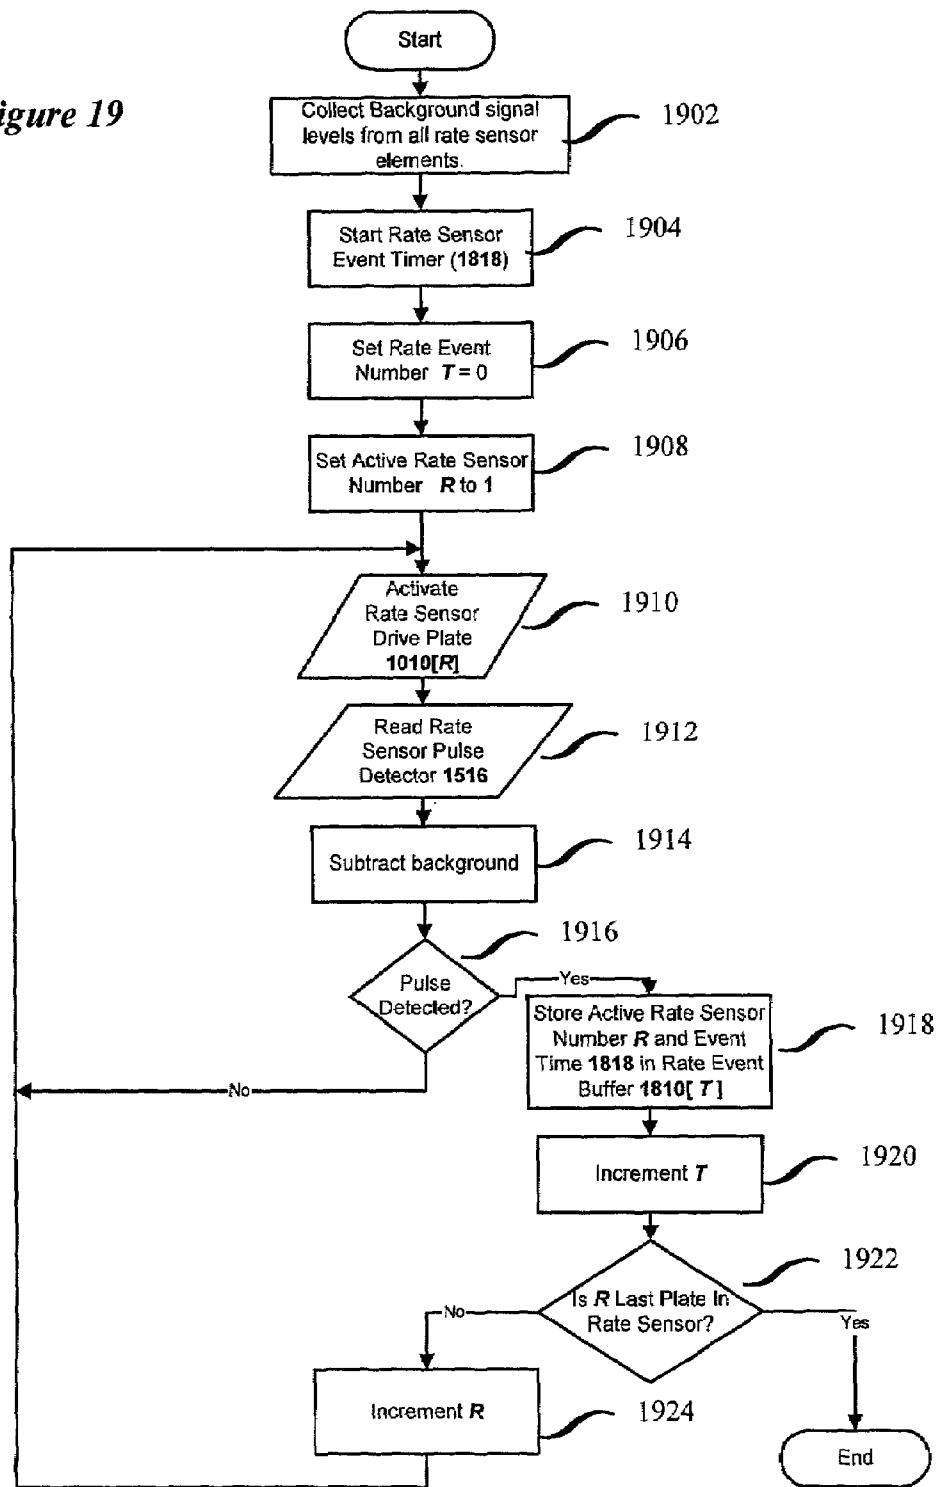 Start
igure 19
Collect Background signal
levels from all rate sensor
elements.
1902
Start Rate Sensor
Event Timer (1818)
1904
Set Rate Event
Number T = 0
1906
Set Active Rate Sensor
Number R to 1
1908
Activate
Rate Sensor
Drive Plate
1010[R]
1910
Read Rate
Sensor Pulse
Detector 1516
1912
Subtract background
1914
Pulse
Detected?
1916
Yes
No
Store Active Rate Sensor
Number R and Event
Time 1818 in Rate Event
Buffer 1810[ T ]
1918
Increment T
1920
Is R Last Plate In
Rate Sensor?
1922
No
Yes
Increment R
1924
End